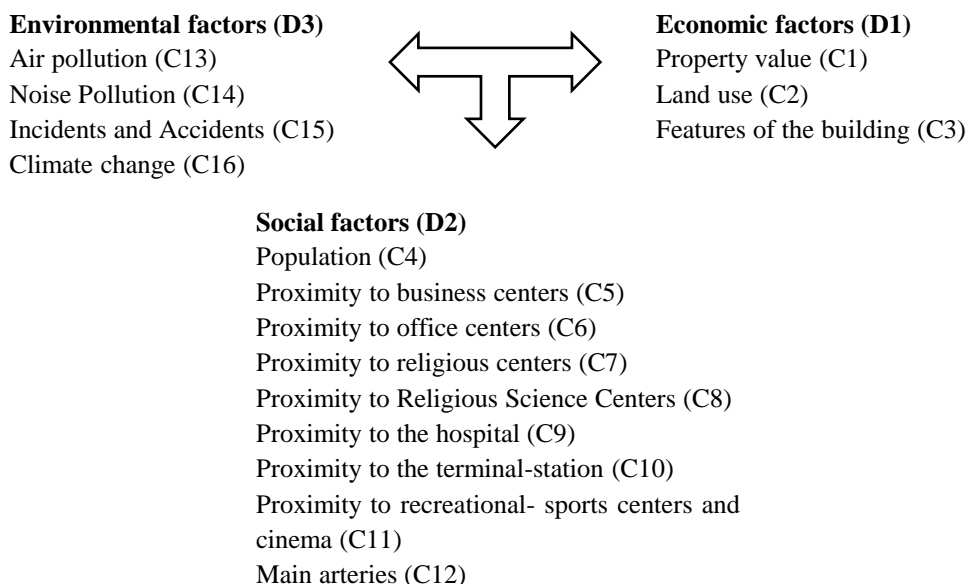 Environmental factors (D3)
Air pollution (C13)
Noise Pollution (C14)
Incidents and Accidents (C15)
Climate change (C16)
Economic factors (D1)
Property value (C1)
Land use (C2)
Features of the building (C3)
Social factors (D2)
Population (C4)
Proximity to business centers (C5)
Proximity to office centers (C6)
Proximity to religious centers (C7)
Proximity to Religious Science Centers (C8)
Proximity to the hospital (C9)
Proximity to the terminal-station (C10)
Proximity to recreational- sports centers and
cinema (C11)
Main arteries (C12)